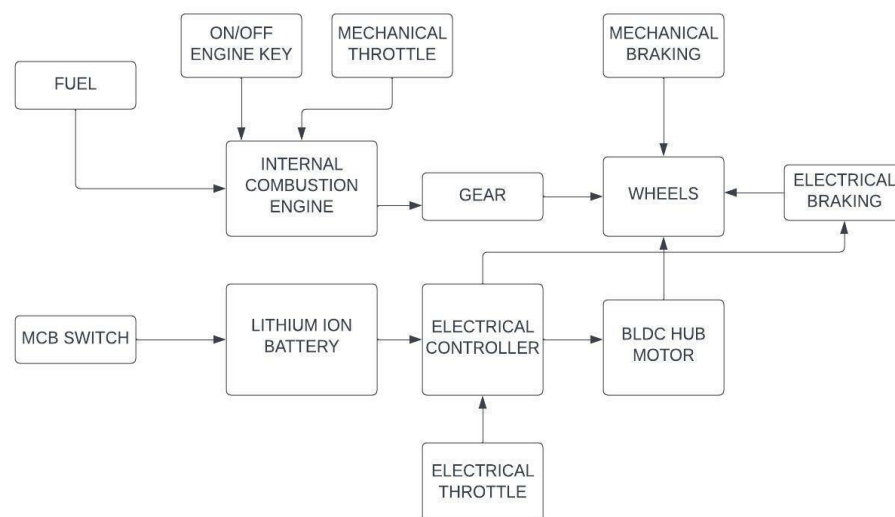 ON/OFF
ENGINE KEY
MECHANICAL
THROTTLE
MECHANICAL
BRAKING
FUEL
INTERNAL
COMBUSTION
ENGINE
GEAR
WHEELS
ELECTRICAL
BRAKING
MCB SWITCH
LITHIUM ION
BATTERY
ELECTRICAL
CONTROLLER
BLDC HUB
MOTOR
ELECTRICAL
THROTTLE